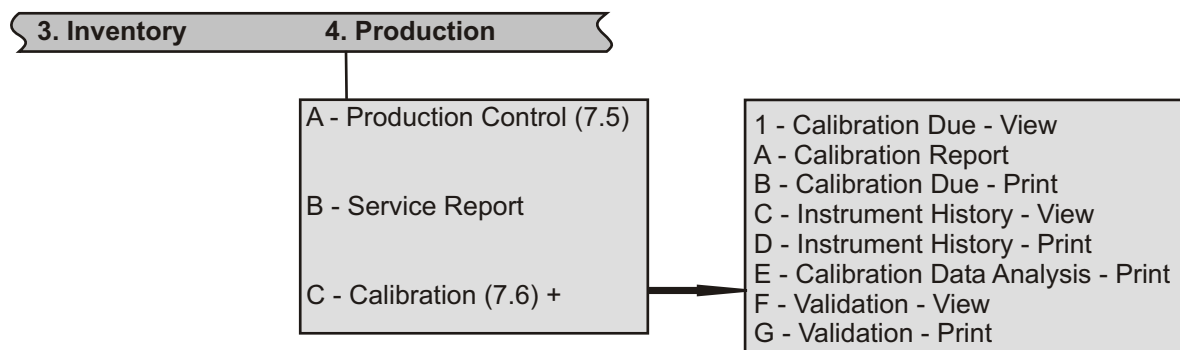 3. Inventory 4. Production
A - Production Control (7.5)
B - Service Report
C - Calibration (7.6) +
1 - Calibration Due - View
A - Calibration Report
B - Calibration Due - Print
C - Instrument History - View
D - Instrument History - Print
E - Calibration Data Analysis - Print
F - Validation - View
G - Validation - Print